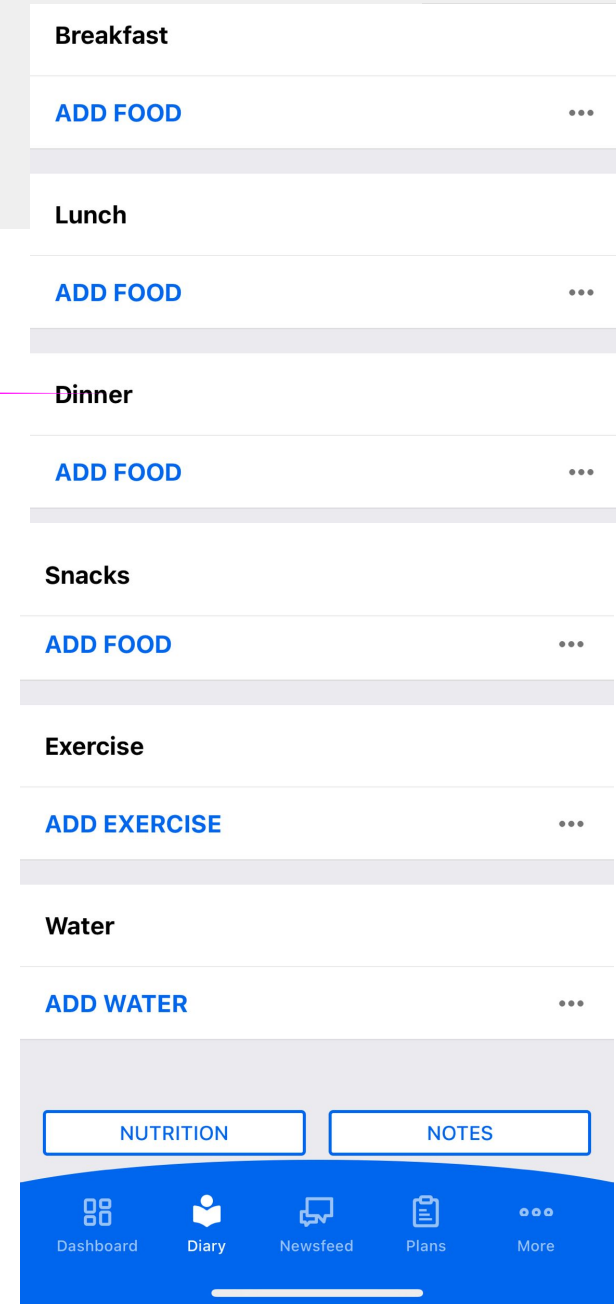 Breakfast
ADD FOOD
Lunch
ADD FOOD
Dinner
ADD FOOD
Snacks
ADD FOOD
Exercise
ADD EXERCISE
Water
ADD WATER
NUTRITION NOTES
Dashboard Diary Newsfeed Plans More